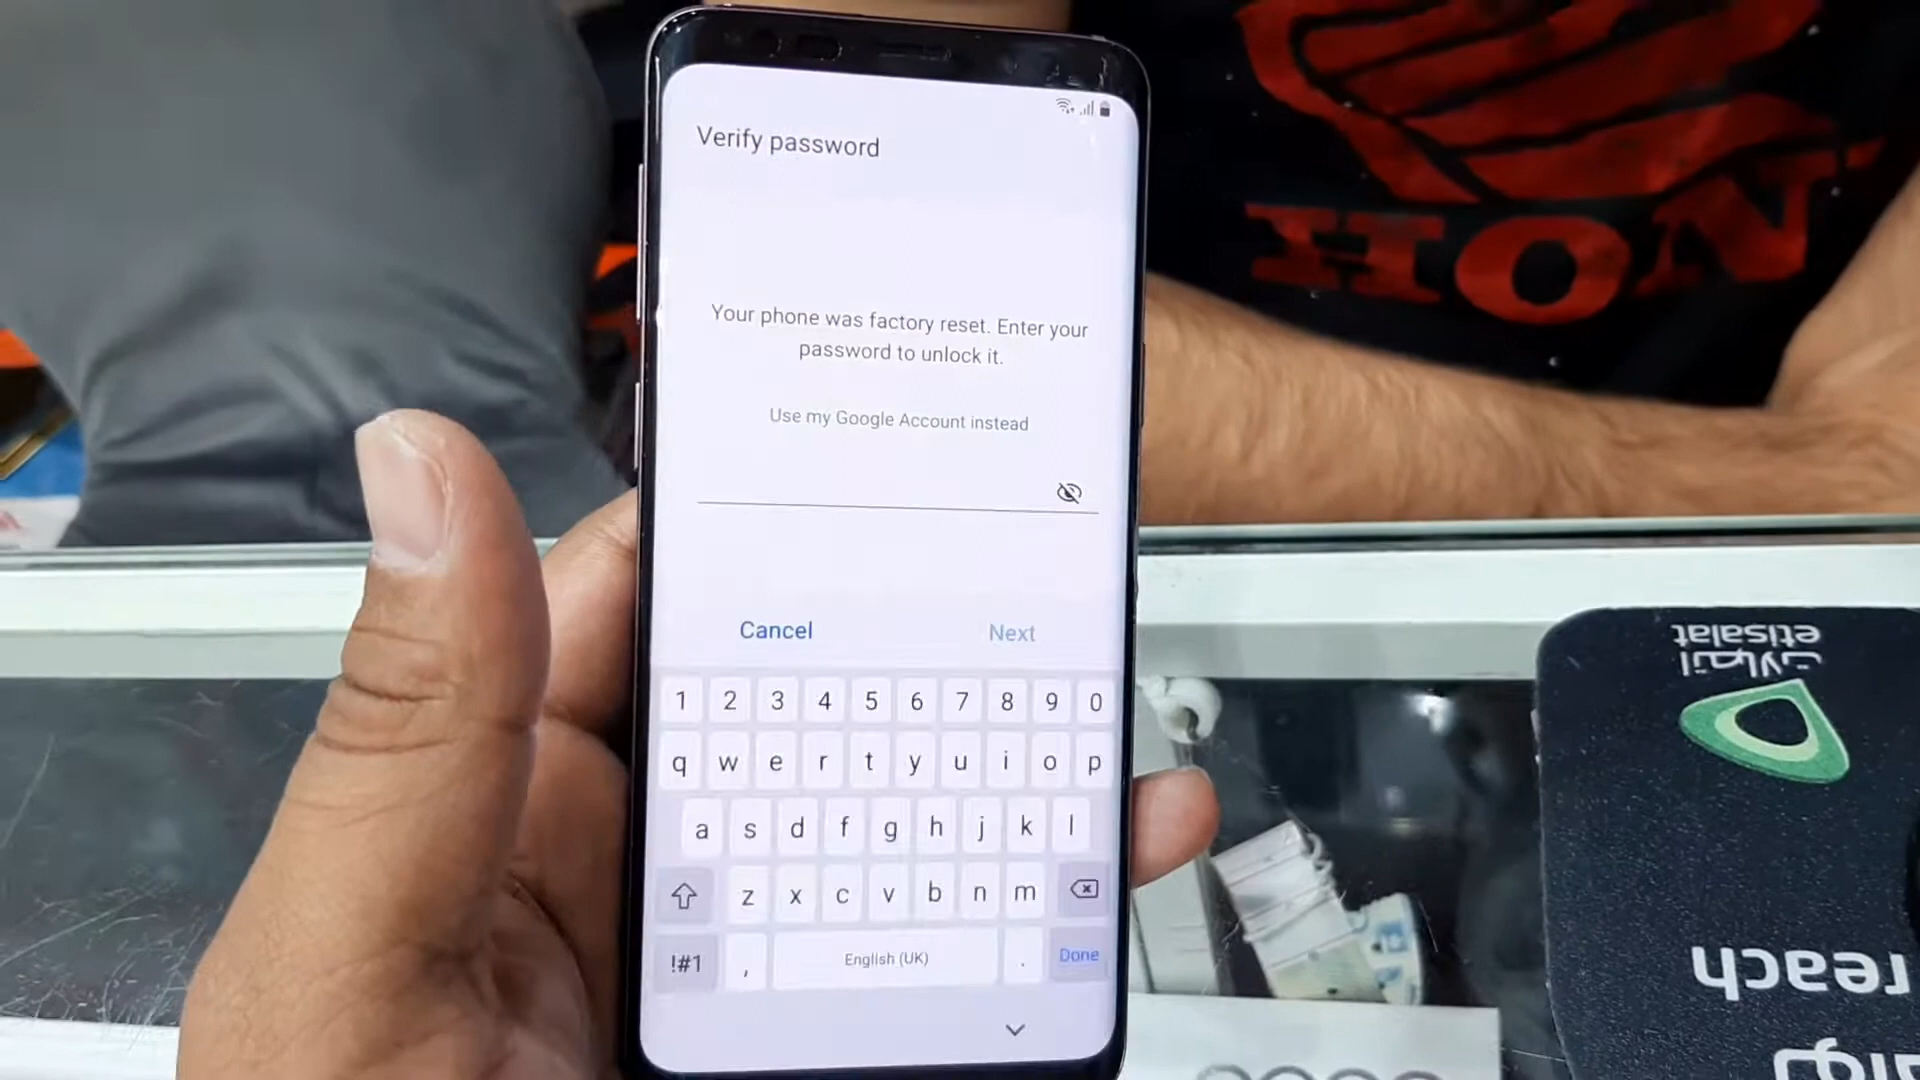 Verify password
Your phone was factory reset. Enter your
password to unlock it.
Use my Google Account instead
Cancel Next
1 2 3 4 5 6 7 8 9 0
q w e r t y u i o p
a s d f g h j k l
z x c v b n m
!#1 , English (UK) . Done
HON
etisalat
اتصالات
reach